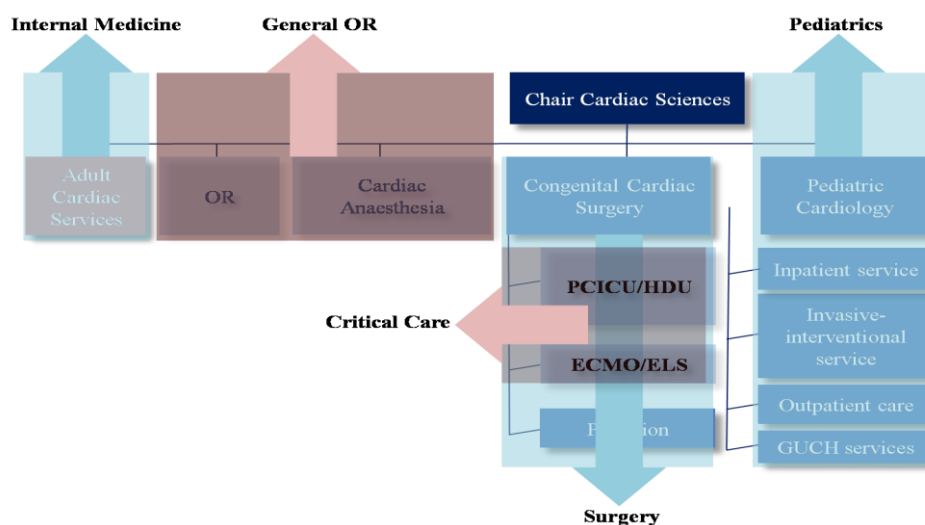 Internal Medicine
General OR
Pediatrics
Chair Cardiac Sciences
Adult
Cardiac
Services
OR
Cardiac
Anaesthesia
Congenital Cardiac
Surgery
Pediatric
Cardiology
PCICU/HDU
Inpatient service
Critical Care
Invasive-
interventional
service
ECMO/ELS
Outpatient care
GUCH services
Surgery